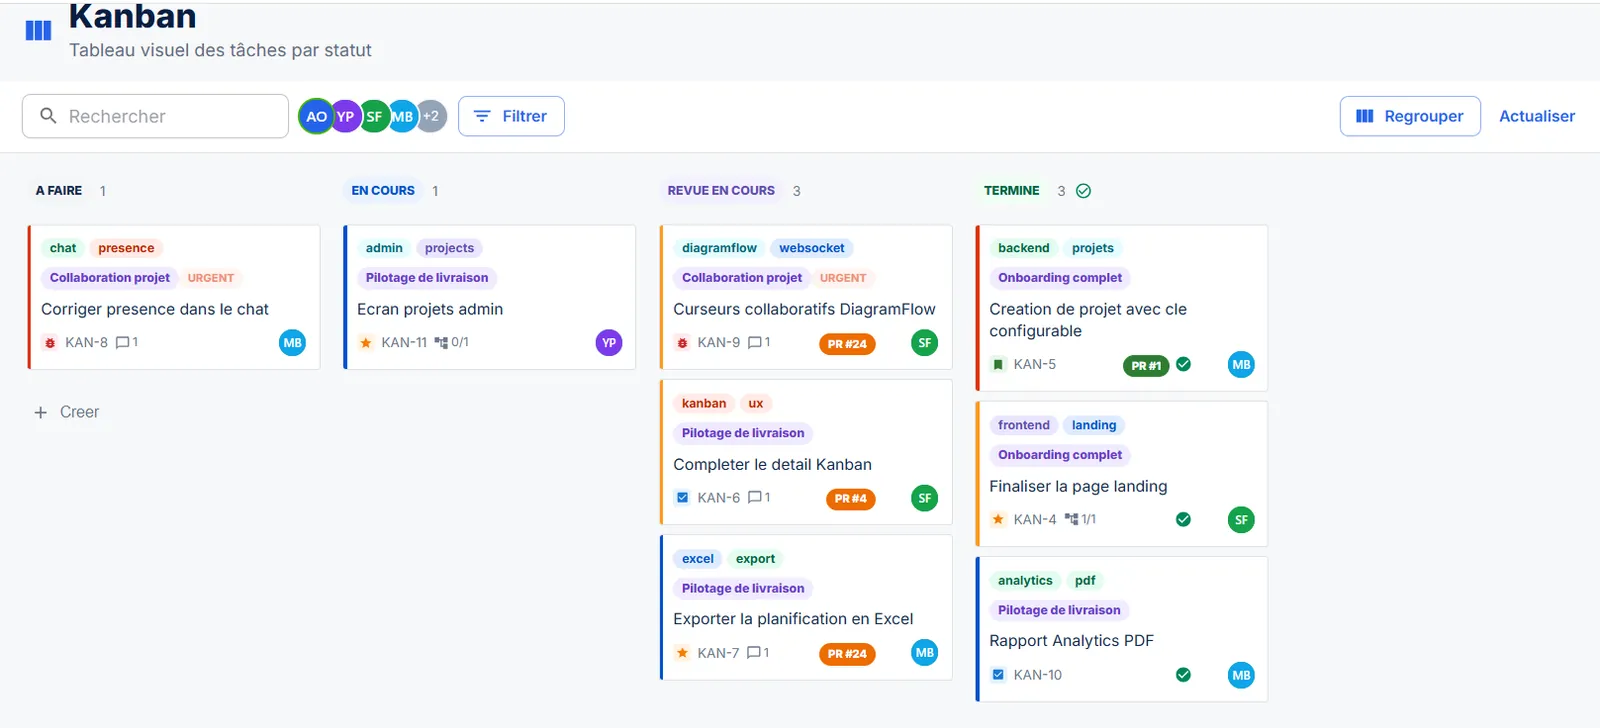 Kanban
Tableau visuel des tâches par statut
Rechercher
AO YP SF MB +2
Filtrer
Regrouper
Actualiser
A FAIRE 1
chat presence
Collaboration projet URGENT
Corriger presence dans le chat
KAN-8 1 MB
+ Creer
EN COURS 1
admin projects
Pilotage de livraison
Ecran projets admin
KAN-11 0/1 YP
REVUE EN COURS 3
diagramflow websocket
Collaboration projet URGENT
Curseurs collaboratifs DiagramFlow
KAN-9 1 PR #24 SF
kanban ux
Pilotage de livraison
Completer le detail Kanban
KAN-6 1 PR #4 SF
excel export
Pilotage de livraison
Exporter la planification en Excel
KAN-7 1 PR #24 MB
TERMINE 3
backend projets
Onboarding complet
Creation de projet avec cle
configurable
KAN-5 PR #1 MB
frontend landing
Onboarding complet
Finaliser la page landing
KAN-4 1/1 SF
analytics pdf
Pilotage de livraison
Rapport Analytics PDF
KAN-10 MB